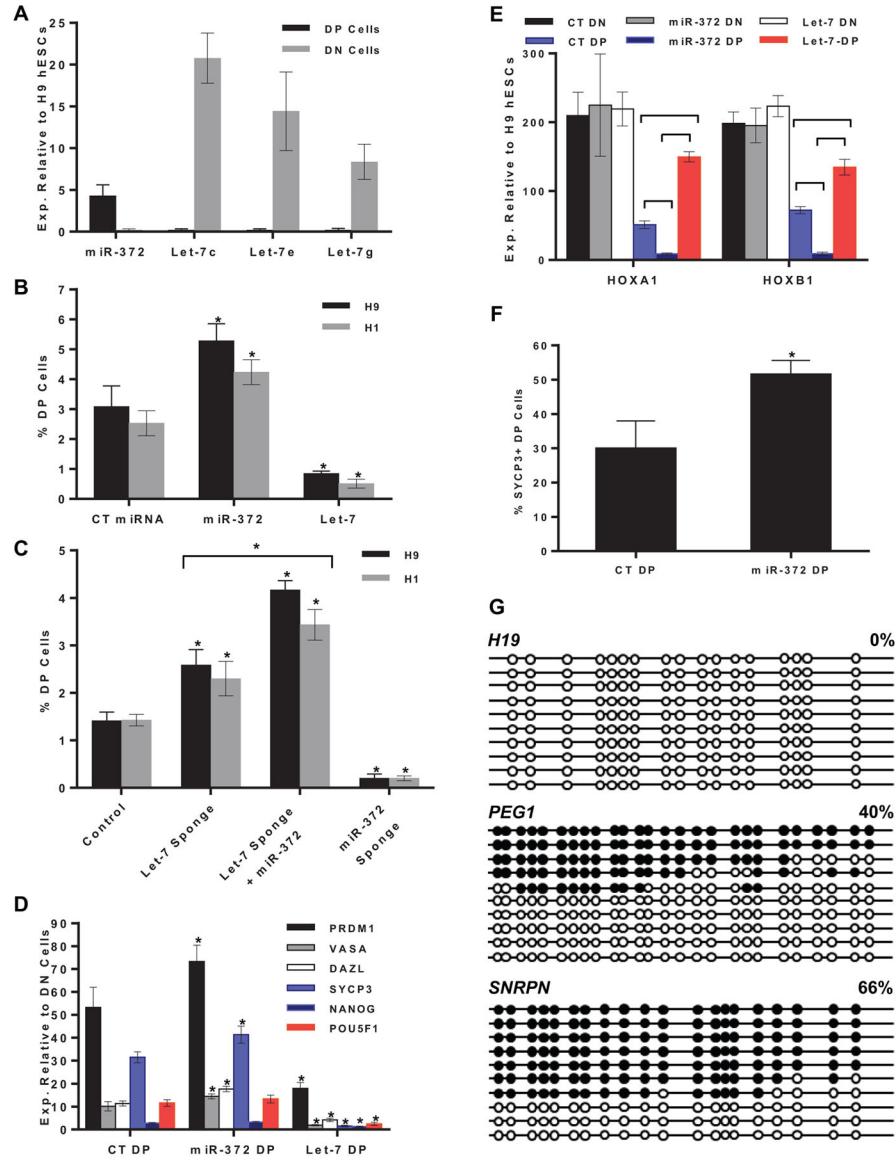 A
Exp. Relative to H9 hESCs
25
20
15
10
5
0
DP Cells
DN Cells
miR-372 Let-7c Let-7e Let-7g
B
% DP Cells
7
6
5
4
3
2
1
0
H9
H1
* * * *
CT miRNA miR-372 Let-7
C
% DP Cells
5
4
3
2
1
0
H9
H1
*
* * * * * *
Control
Let-7 Sponge
Let-7 Sponge
+ miR-372
miR-372
Sponge
D
Exp. Relative to DN Cells
90
80
70
60
50
40
30
20
10
0
PRDM1
VASA
DAZL
SYCP3
NANOG
POU5F1
* * * *
* * * * * *
CT DP miR-372 DP Let-7 DP
E
CT DN miR-372 DN Let-7 DN
CT DP miR-372 DP Let-7-DP
Exp. Relative to H9 hESCs
300
200
100
0
HOXA1 HOXB1
F
% SYCP3+ DP Cells
60
50
40
30
20
10
0
*
CT DP miR-372 DP
G
H19 0%
PEG1 40%
SNRPN 66%